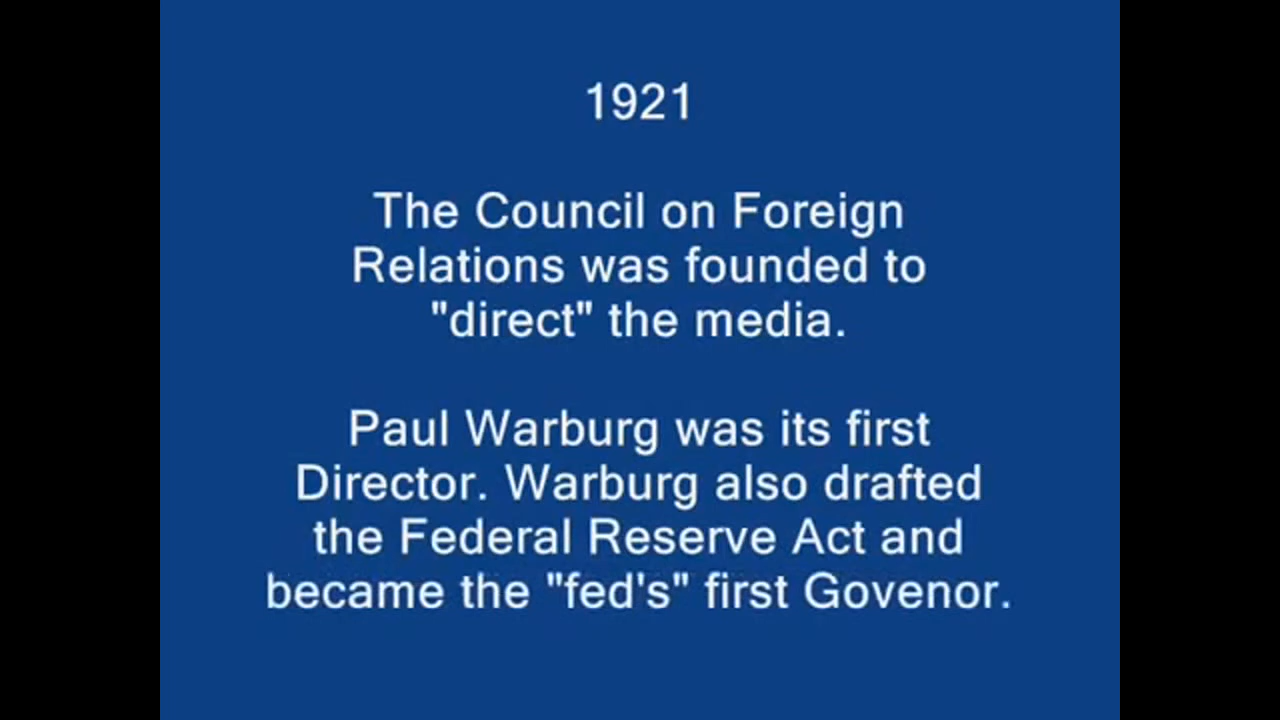 1921
The Council on Foreign
Relations was founded to
"direct" the media.
Paul Warburg was its first
Director. Warburg also drafted
the Federal Reserve Act and
became the "fed's" first Govenor.